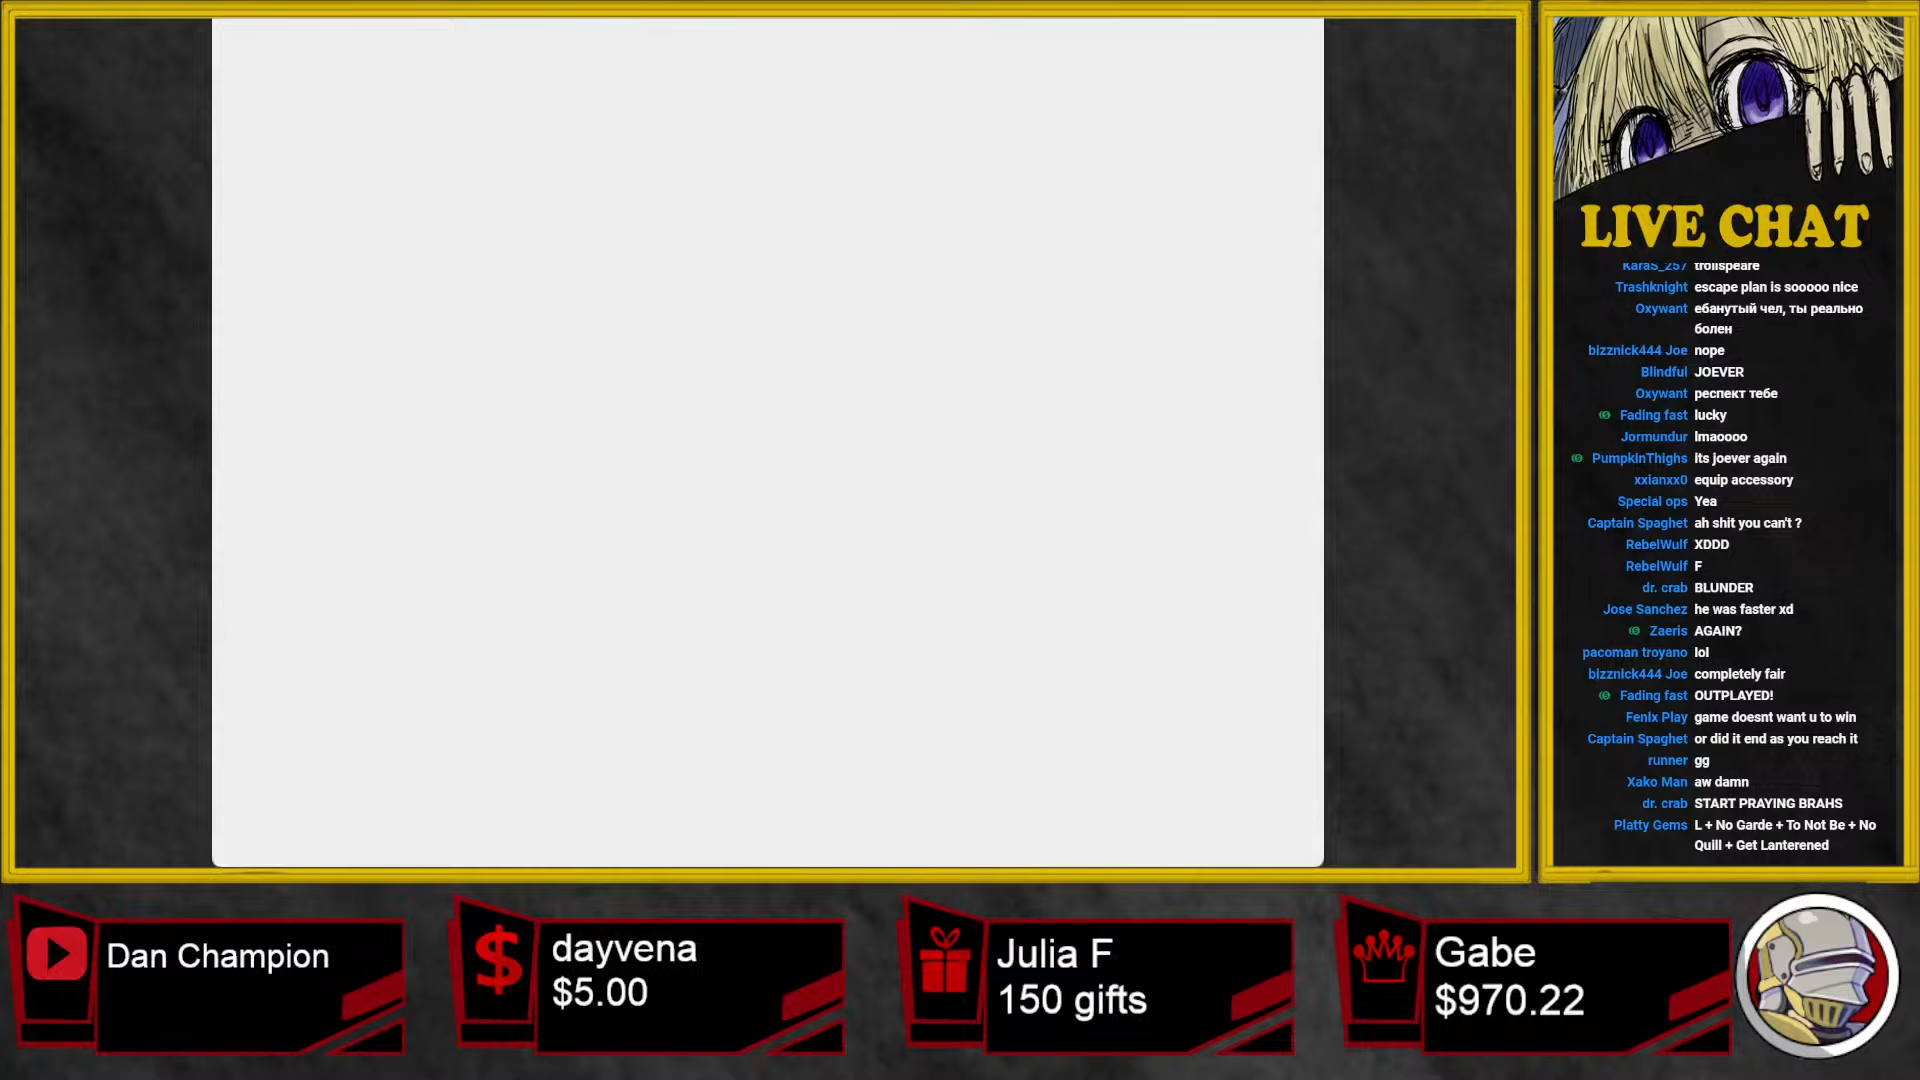 LIVE CHAT
KaraS_257 trollspeare
Trashknight escape plan is sooooo nice
Oxywant ебанутый чел, ты реально
болен
bizznick444 Joe nope
Blindful JOEVER
Oxywant респект тебе
Fading fast lucky
Jormundur lmaoooo
PumpkinThighs its joever again
xxianxx0 equip accessory
Special ops Yea
Captain Spaghet ah shit you can't ?
RebelWulf XDDD
RebelWulf F
dr. crab BLUNDER
Jose Sanchez he was faster xd
Zaeris AGAIN?
pacoman troyano lol
bizznick444 Joe completely fair
Fading fast OUTPLAYED!
Fenix Play game doesnt want u to win
Captain Spaghet or did it end as you reach it
runner gg
Xako Man aw damn
dr. crab START PRAYING BRAHS
Platty Gems L + No Garde + To Not Be + No
Quill + Get Lanterened
Dan Champion
dayvena
$5.00
Julia F
150 gifts
Gabe
$970.22